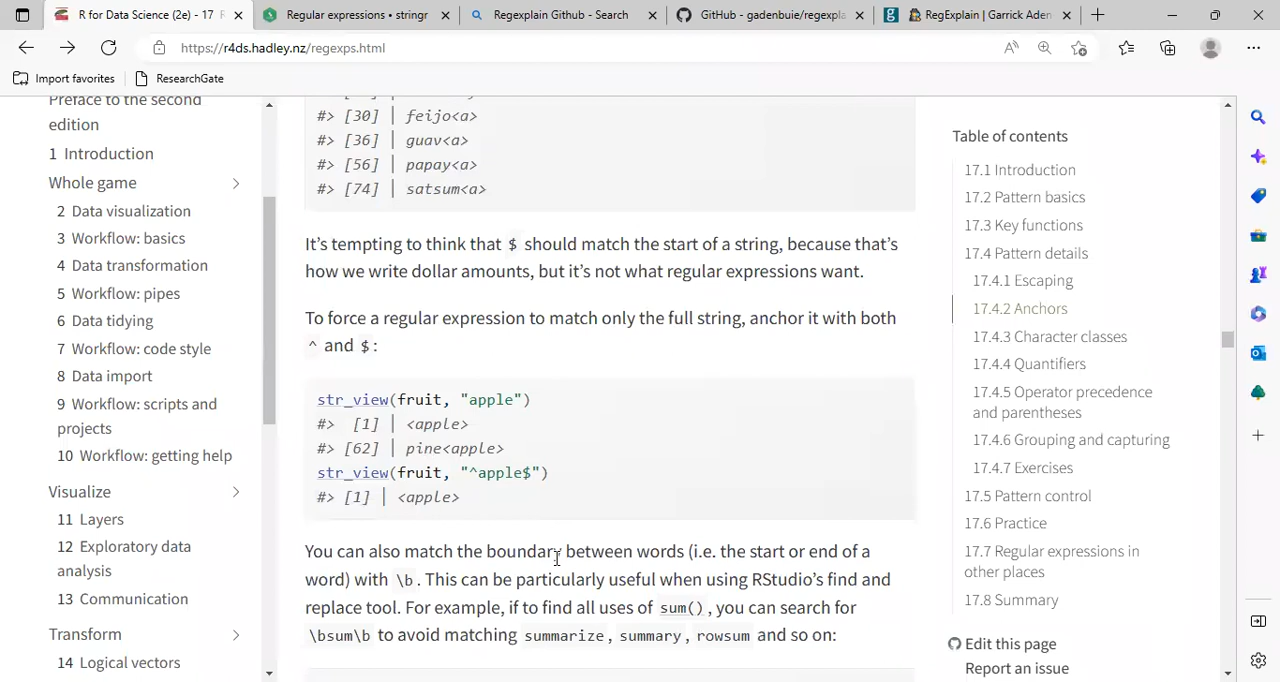 R for Data Science (2e) - 17
Regular expressions • stringr
Regexplain Github - Search
GitHub - gadenbuie/regexpla
RegExplain | Garrick Aden
https://r4ds.hadley.nz/regexps.html
Import favorites
ResearchGate
Preface to the second
edition
1 Introduction
Whole game
2 Data visualization
3 Workflow: basics
4 Data transformation
5 Workflow: pipes
6 Data tidying
7 Workflow: code style
8 Data import
9 Workflow: scripts and
projects
10 Workflow: getting help
Visualize
11 Layers
12 Exploratory data
analysis
13 Communication
Transform
14 Logical vectors
#> [30] | feijo<a>
#> [36] | guav<a>
#> [56] | papay<a>
#> [74] | satsum<a>
It's tempting to think that $ should match the start of a string, because that's
how we write dollar amounts, but it's not what regular expressions want.
To force a regular expression to match only the full string, anchor it with both
^ and $:
str_view(fruit, "apple")
#>  [1] | <apple>
#> [62] | pine<apple>
str_view(fruit, "^apple$")
#> [1] | <apple>
You can also match the boundary between words (i.e. the start or end of a
word) with \b. This can be particularly useful when using RStudio's find and
replace tool. For example, if to find all uses of sum(), you can search for
\bsum\b to avoid matching summarize, summary, rowsum and so on:
Table of contents
17.1 Introduction
17.2 Pattern basics
17.3 Key functions
17.4 Pattern details
17.4.1 Escaping
17.4.2 Anchors
17.4.3 Character classes
17.4.4 Quantifiers
17.4.5 Operator precedence
and parentheses
17.4.6 Grouping and capturing
17.4.7 Exercises
17.5 Pattern control
17.6 Practice
17.7 Regular expressions in
other places
17.8 Summary
Edit this page
Report an issue